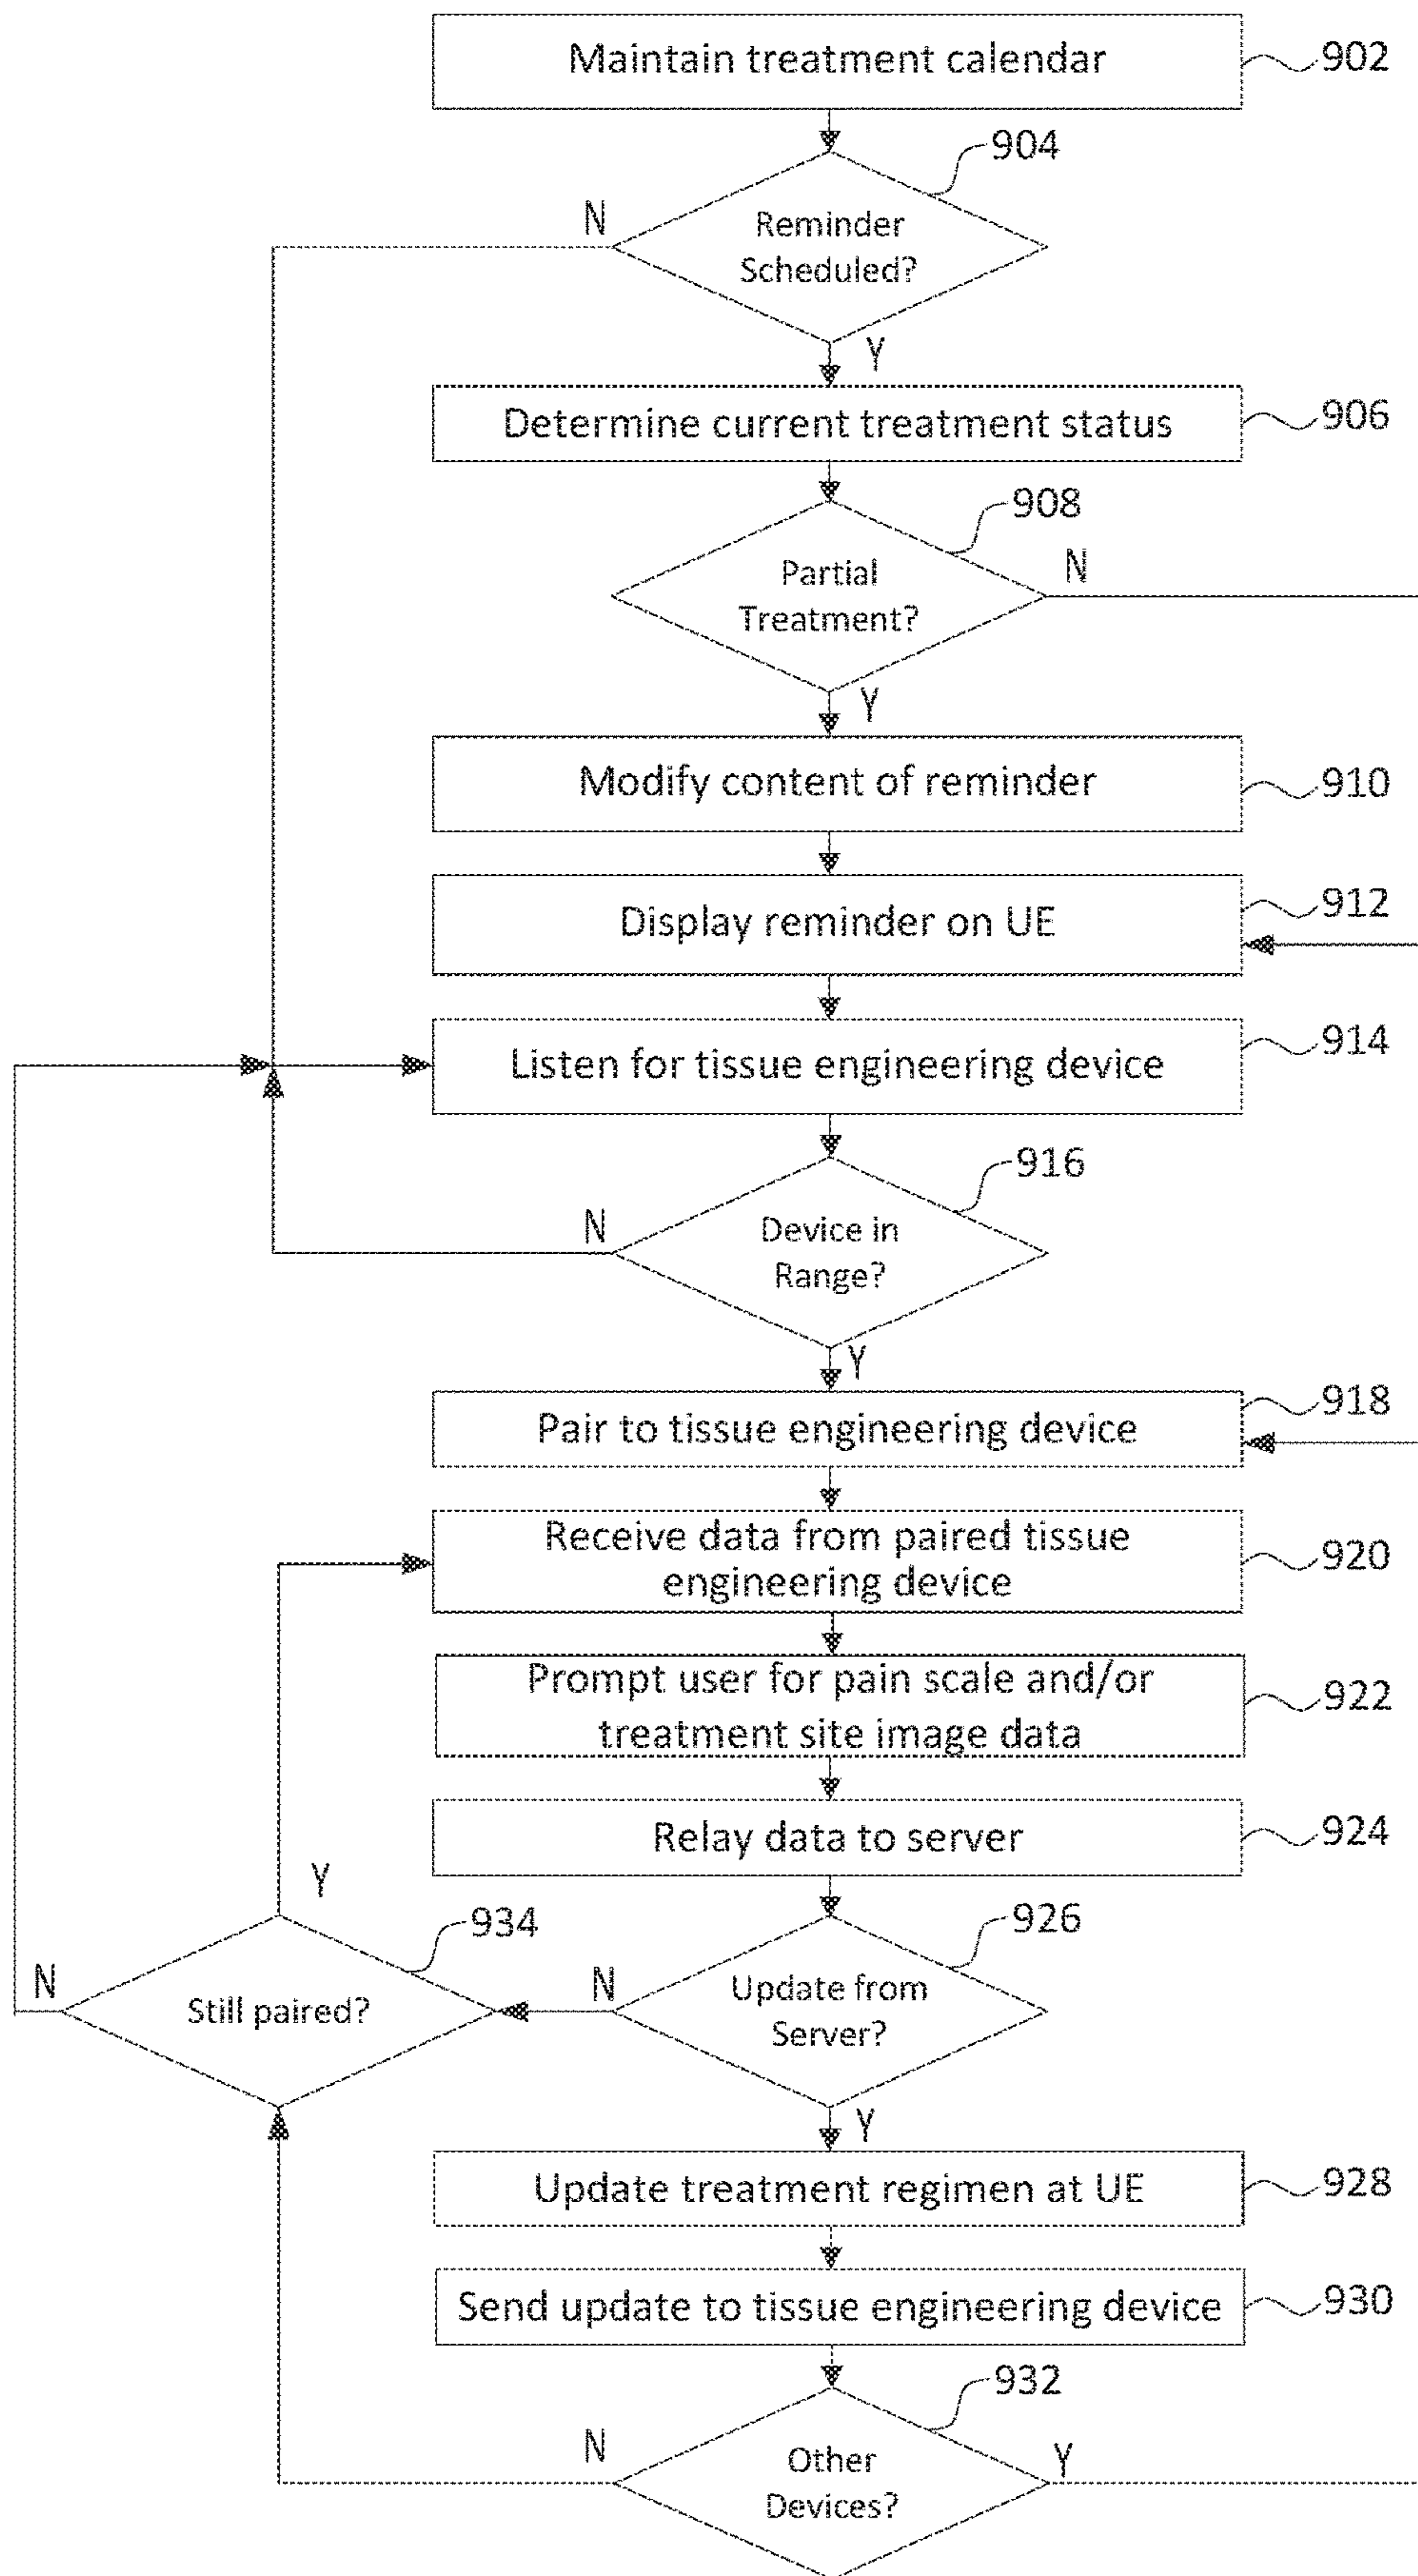 Maintain treatment calendar
902
904
N
Reminder
Scheduled?
Y
Determine current treatment status
906
908
N
Partial
Treatment?
Y
Modify content of reminder
910
Display reminder on UE
912
Listen for tissue engineering device
914
916
N
Device in
Range?
Y
Pair to tissue engineering device
918
Receive data from paired tissue
engineering device
920
Prompt user for pain scale and/or
treatment site image data
922
Relay data to server
924
Y
934
926
N
Still paired?
N
Update from
Server?
Y
Update treatment regimen at UE
928
Send update to tissue engineering device
930
932
N
Other
Devices?
Y